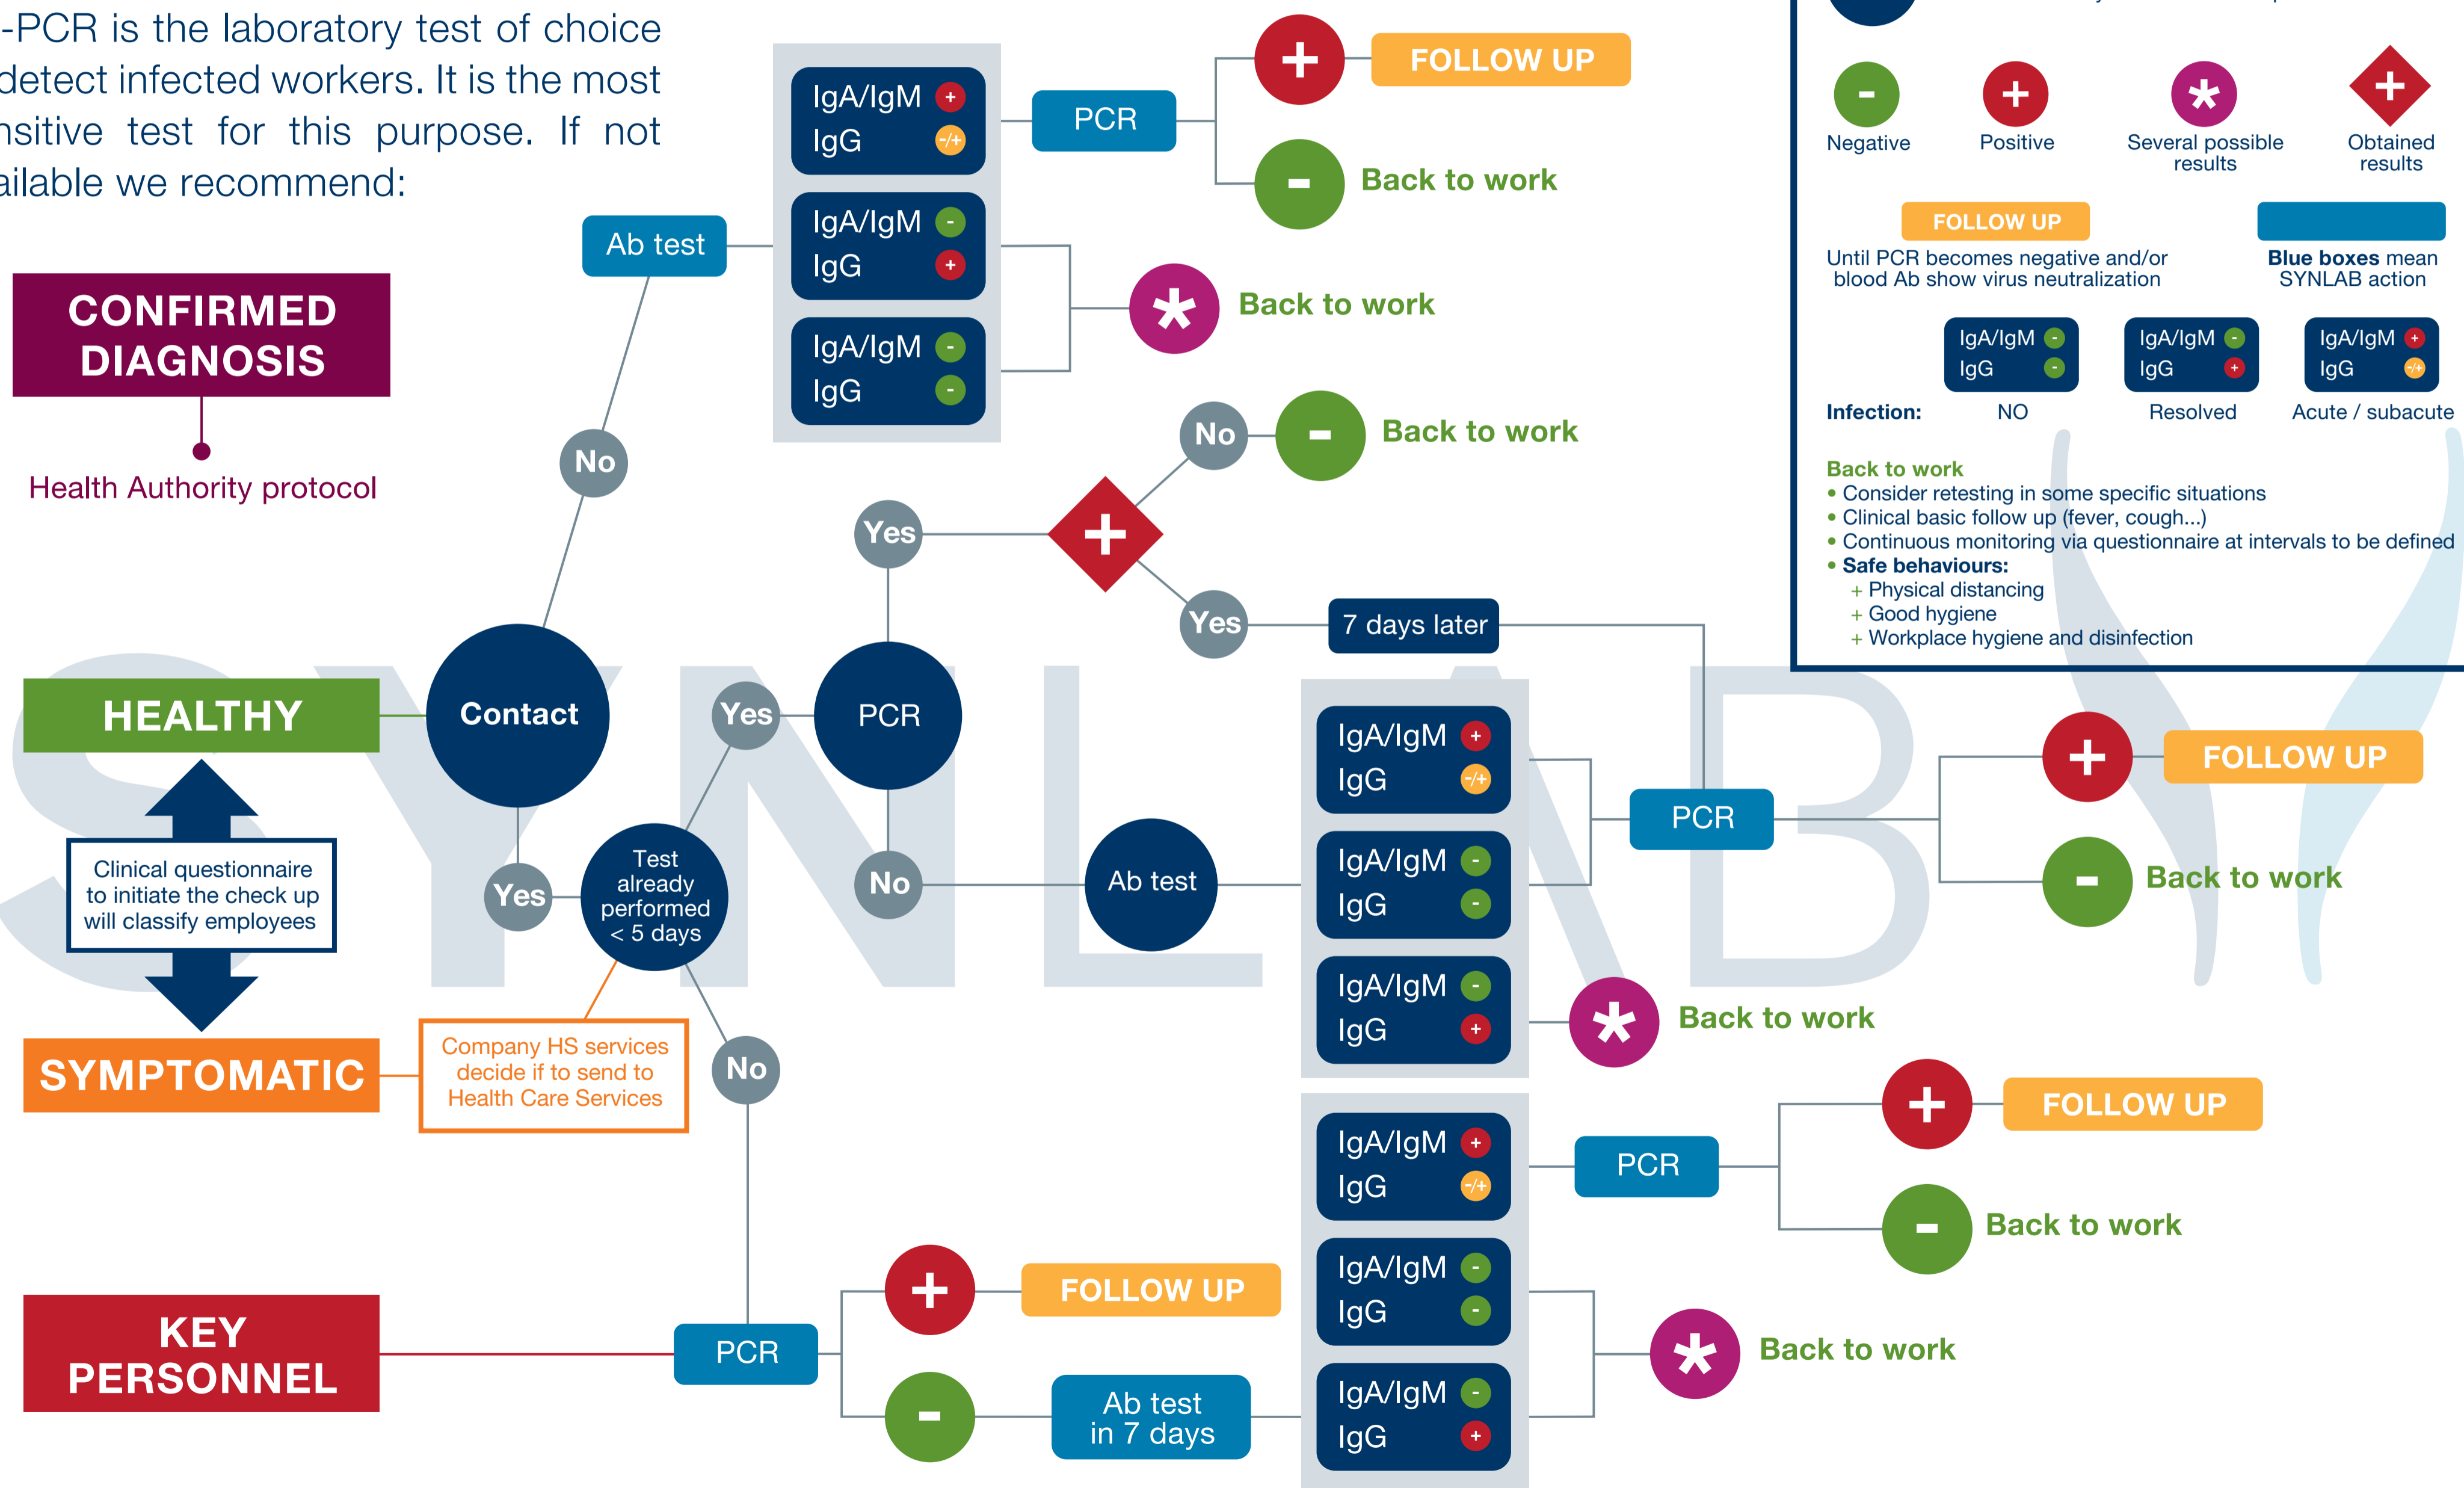 -PCR is the laboratory test of choice
detect infected workers. It is the most
test for this purpose. If not
we recommend:
CONFIRMED
DIAGNOSIS
Health Authority protocol
HEALTHY
Clinical questionnaire
to initiate the check up
will classify employees
SYMPTOMATIC
Company HS services
decide if to send to
Health Care Services
KEY
PERSONNEL
Contact
No
Ab test
IgA/IgM +
IgG -/+
IgA/IgM -
IgG +
IgA/IgM -
IgG -
PCR
+
FOLLOW UP
-
Back to work
*
Back to work
Yes
Test
already
performed
< 5 days
Yes
PCR
Yes
+
No
-
Back to work
Yes
7 days later
No
Ab test
IgA/IgM +
IgG -/+
IgA/IgM -
IgG -
IgA/IgM -
IgG +
PCR
+
FOLLOW UP
-
Back to work
*
Back to work
No
PCR
+
FOLLOW UP
-
Ab test
in 7 days
IgA/IgM +
IgG -/+
IgA/IgM -
IgG -
IgA/IgM -
IgG +
PCR
+
FOLLOW UP
-
Back to work
*
Back to work
-
Negative
+
Positive
*
Several possible
results
+
Obtained
results
FOLLOW UP
Until PCR becomes negative and/or
blood Ab show virus neutralization
Blue boxes mean
SYNLAB action
IgA/IgM -
IgG -
IgA/IgM -
IgG +
IgA/IgM +
IgG -/+
Infection: NO Resolved Acute / subacute
Back to work
• Consider retesting in some specific situations
• Clinical basic follow up (fever, cough...)
• Continuous monitoring via questionnaire at intervals to be defined
• Safe behaviours:
+ Physical distancing
+ Good hygiene
+ Workplace hygiene and disinfection
SYNLAB